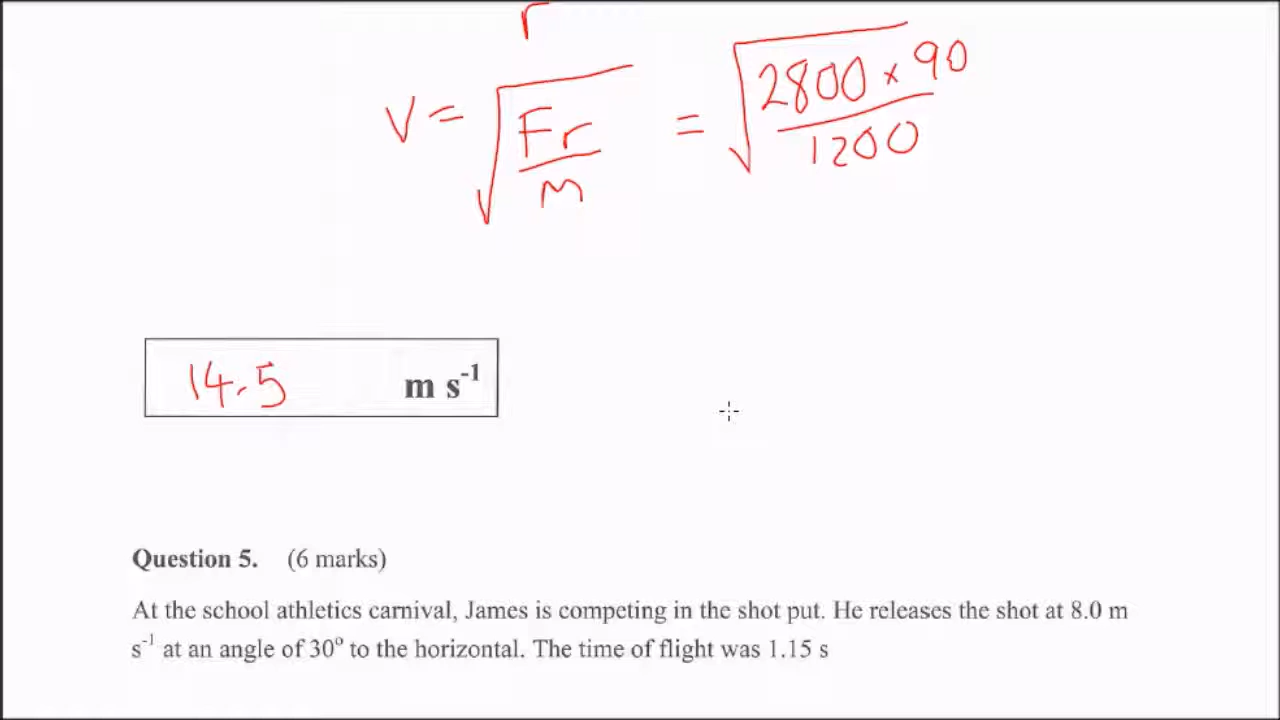 r
v = √(Fr/m) = √(2800 × 90/1200)
14.5 m s⁻¹
Question 5. (6 marks)
At the school athletics carnival, James is competing in the shot put. He releases the shot at 8.0 m
s⁻¹ at an angle of 30º to the horizontal. The time of flight was 1.15 s